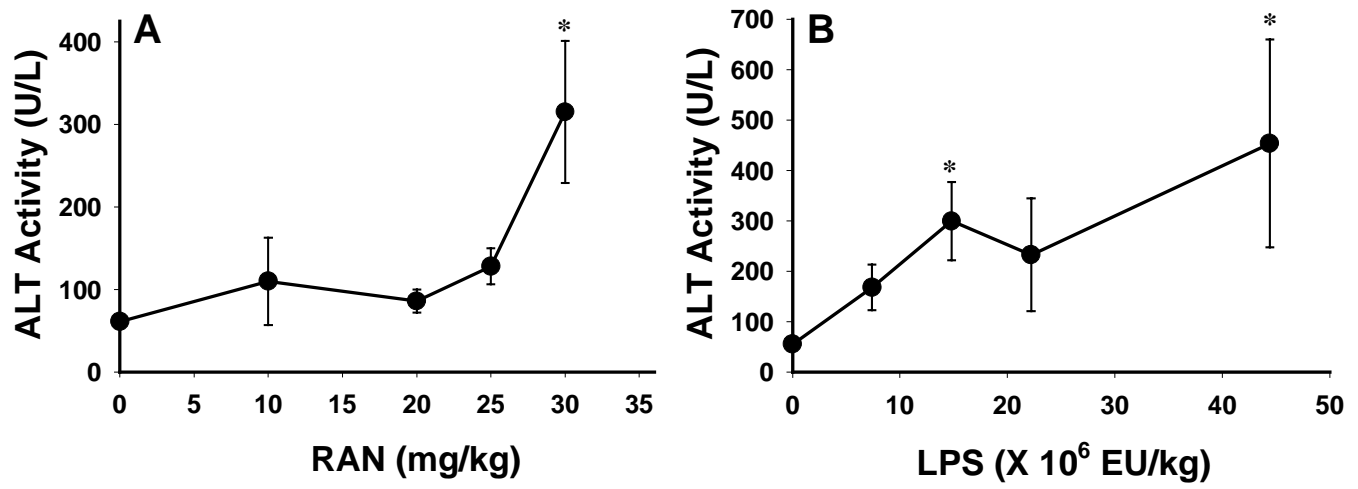 A
ALT Activity (U/L)
400
300
200
100
0
*
0 5 10 15 20 25 30 35
RAN (mg/kg)
B
ALT Activity (U/L)
700
600
500
400
300
200
100
0
*
*
0 10 20 30 40 50
LPS (X 10⁶ EU/kg)